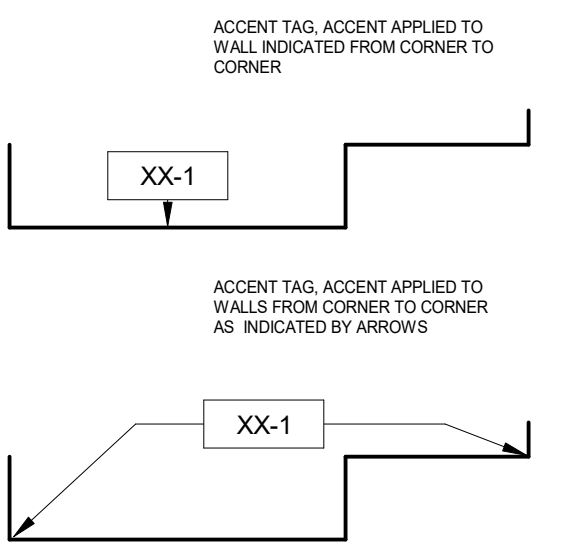 ACCENT TAG, ACCENT APPLIED TO
WALL INDICATED FROM CORNER TO
CORNER
XX-1
ACCENT TAG, ACCENT APPLIED TO
WALLS FROM CORNER TO CORNER
AS INDICATED BY ARROWS
XX-1